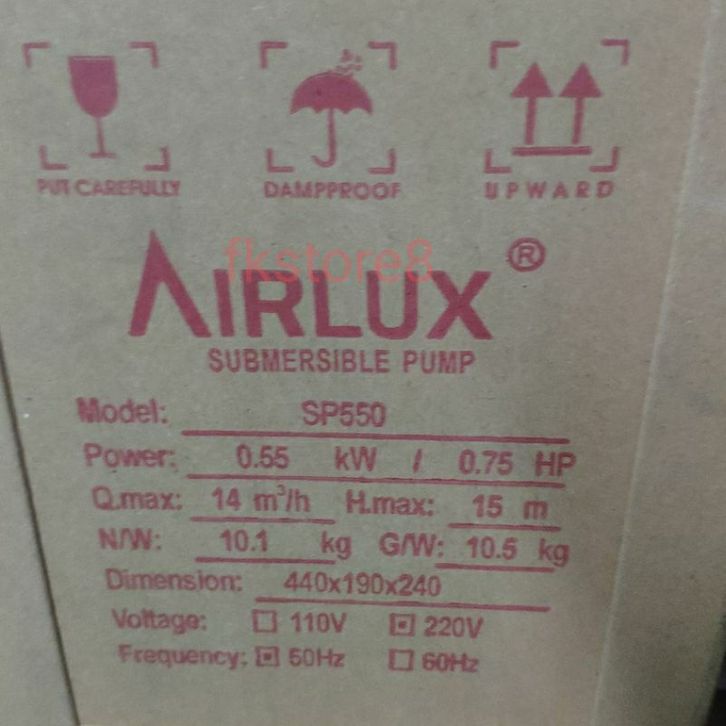 PUT CAREFULLY DAMPPROOF UPWARD
fkstore8
AIRLUX®
SUBMERSIBLE PUMP
Model: SP550
Power: 0.55 kW / 0.75 HP
Q.max: 14 m³/h H.max: 15 m
N/W: 10.1 kg G/W: 10.5 kg
Dimension: 440x190x240
Voltage: 110V 220V
Frequency: 50Hz 60Hz